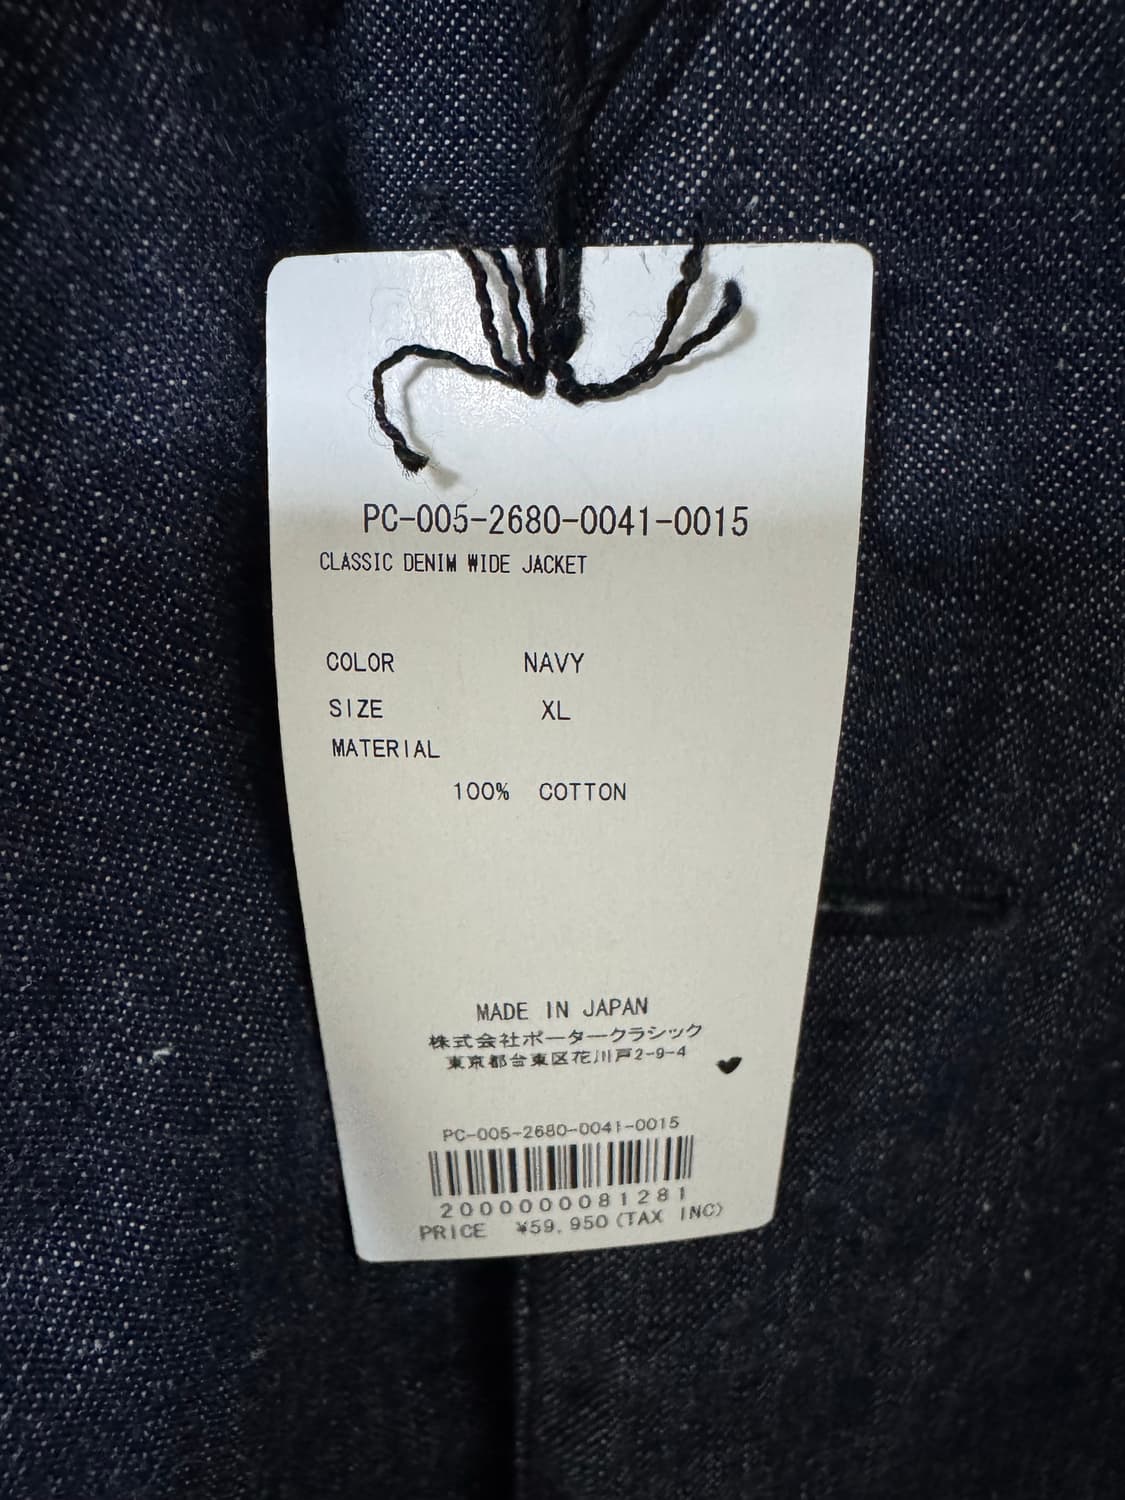 PC-005-2680-0041-0015
CLASSIC DENIM WIDE JACKET
COLOR NAVY
SIZE XL
MATERIAL
100% COTTON
MADE IN JAPAN
株式会社ポータークラシック
東京都台東区花川戸2-9-4
PC-005-2680-0041-0015
2000000081281
PRICE ¥59,950(TAX INC)